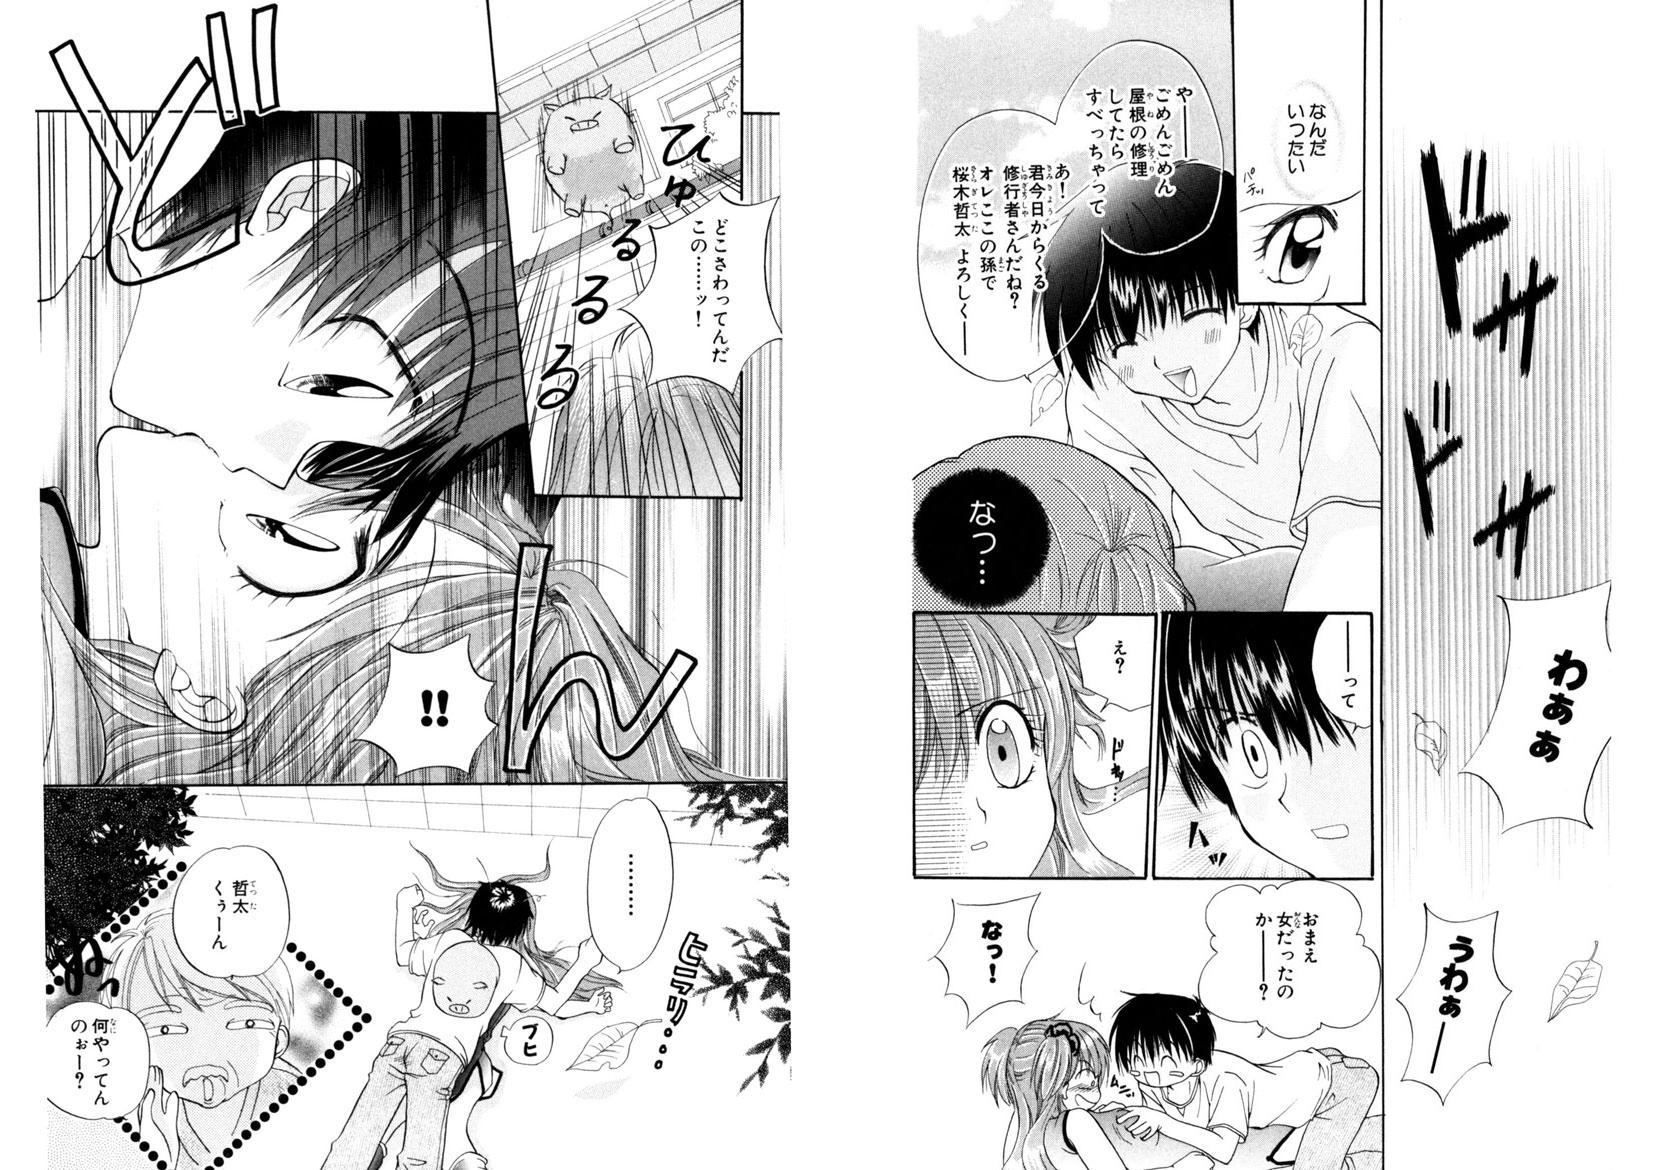 ドサ
ドサ
わぁぁ
うわぁー
なんだ
いったい
パチッ
やーー
ごめんごめん
屋根の修理
してたら
すべっちゃって
あ！
君今日からくる
修行者さんだね？
オレここの孫で
桜木哲太 よろしくーー
なっ…
ーーって
え？
ドキッ…
おまえ
女だったの
かーー？
なっ！
ひゅ
るるる
どこさわってんだ
この……ッ！
どーん
！！
………
ヒラリ…
ブヒ
哲太
くぅーん
ねっ
何やってん
のぉー？